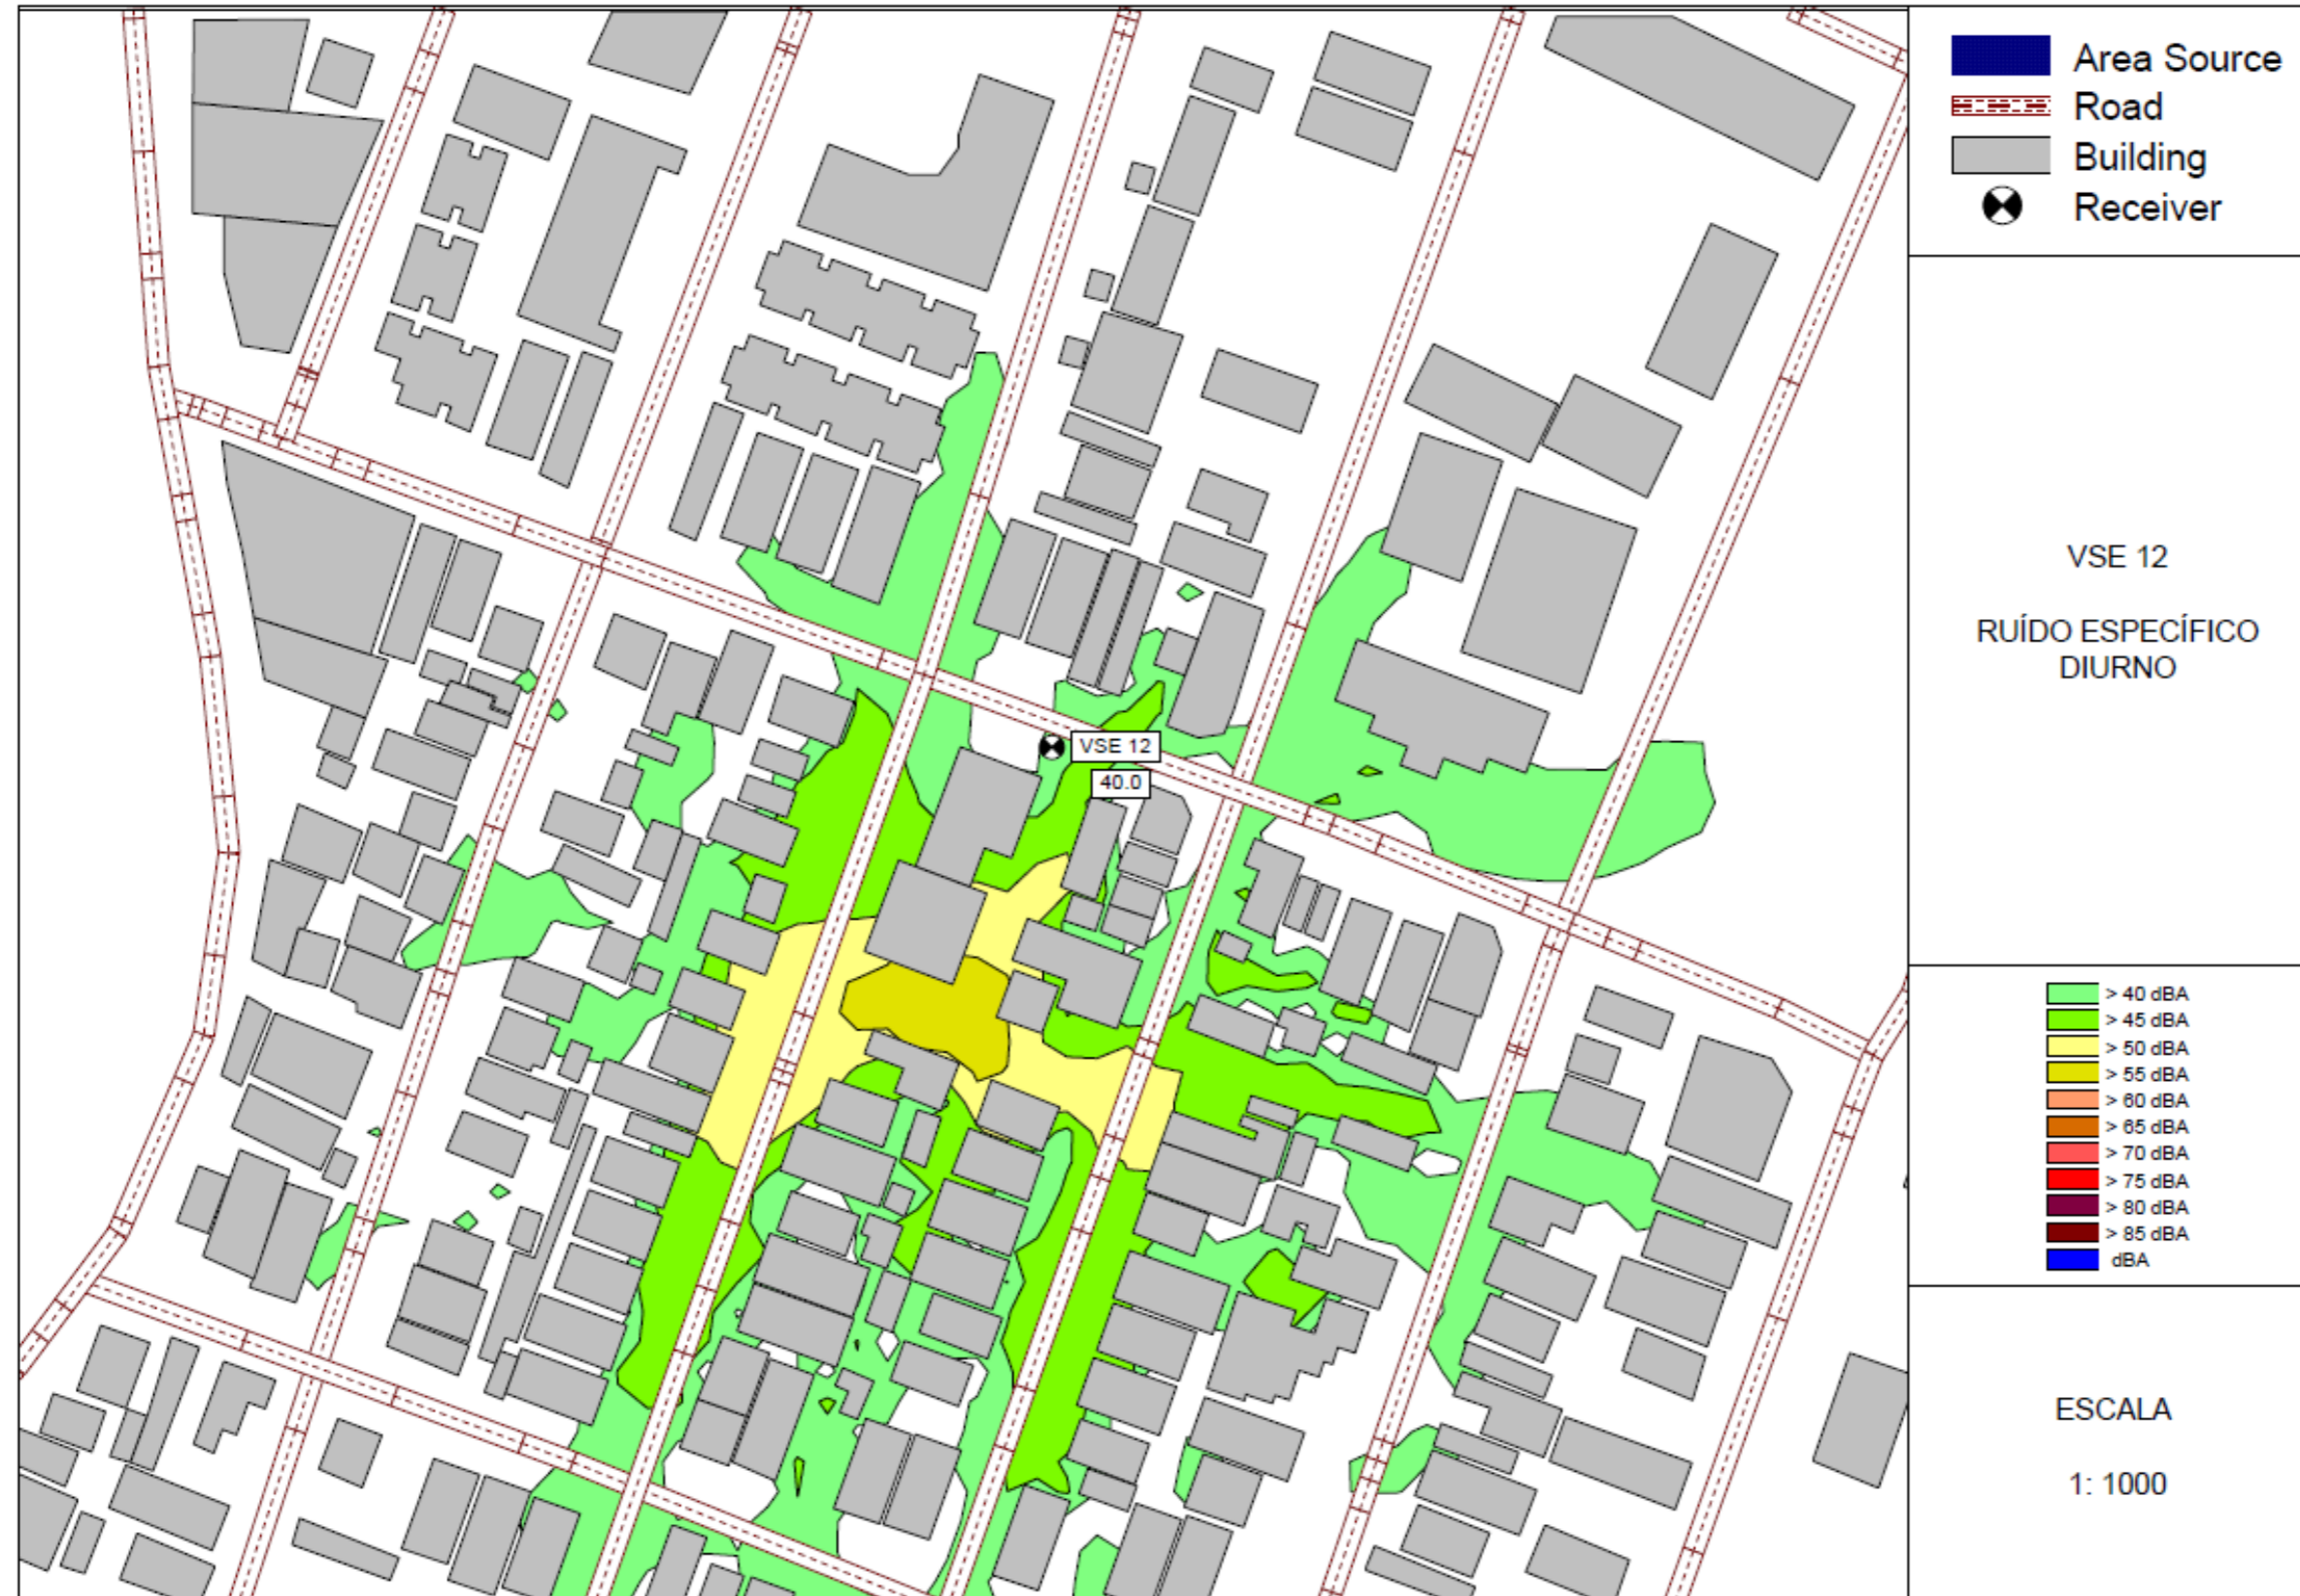 Area Source
Road
Building
Receiver
VSE 12
RUÍDO ESPECÍFICO
DIURNO
VSE 12
40.0
> 40 dBA
> 45 dBA
> 50 dBA
> 55 dBA
> 60 dBA
> 65 dBA
> 70 dBA
> 75 dBA
> 80 dBA
> 85 dBA
dBA
ESCALA
1: 1000